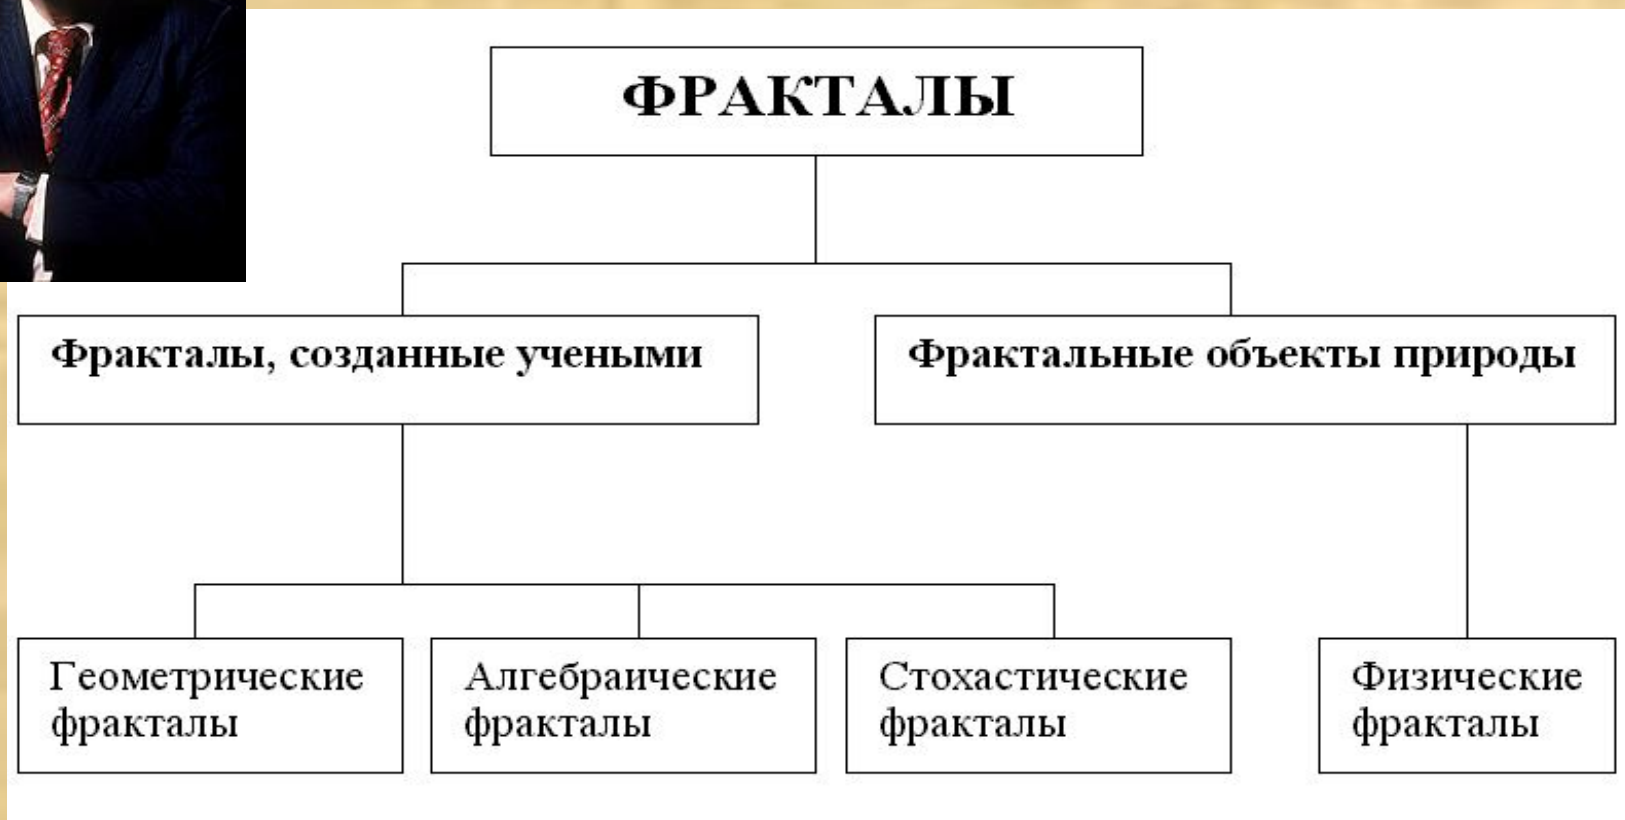 ФРАКТАЛЫ
Фракталы, созданные учеными
Фрактальные объекты природы
Геометрические
фракталы
Алгебраические
фракталы
Стохастические
фракталы
Физические
фракталы